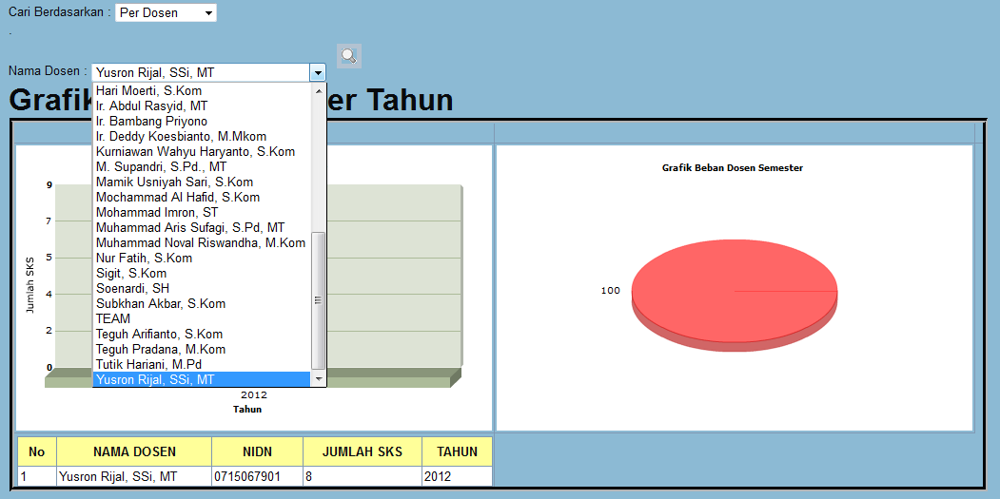 Cari Berdasarkan : Per Dosen
.
Nama Dosen : Yusron Rijal, SSi, MT
Hari Moerti, S.Kom
Ir. Abdul Rasyid, MT
Ir. Bambang Priyono
Ir. Deddy Koesbianto, M.Mkom
Kurniawan Wahyu Haryanto, S.Kom
M. Supandri, S.Pd., MT
Mamik Usniyah Sari, S.Kom
Mochammad Al Hafid, S.Kom
Mohammad Imron, ST
Muhammad Aris Sufagi, S.Pd, MT
Muhammad Noval Riswandha, M.Kom
Nur Fatih, S.Kom
Sigit, S.Kom
Soenardi, SH
Subkhan Akbar, S.Kom
TEAM
Teguh Arifianto, S.Kom
Teguh Pradana, M.Kom
Tutik Hariani, M.Pd
Yusron Rijal, SSi, MT
Grafik er Tahun
9
7
5
4
2
0
Jumlah SKS
2012
Tahun
Grafik Beban Dosen Semester
100
No NAMA DOSEN NIDN JUMLAH SKS TAHUN
1 Yusron Rijal, SSi, MT 0715067901 8 2012